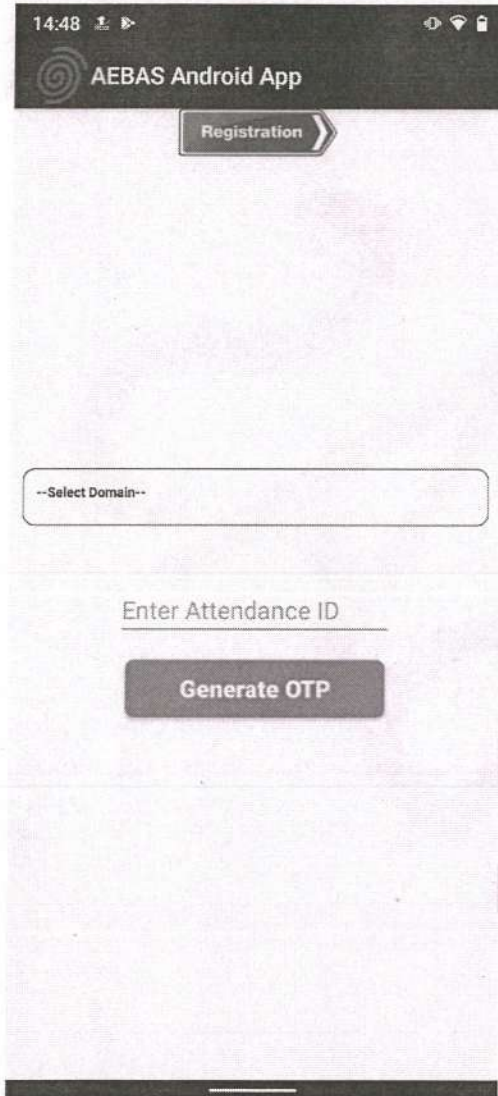 14:48
AEBAS Android App
Registration
--Select Domain--
Enter Attendance ID
Generate OTP